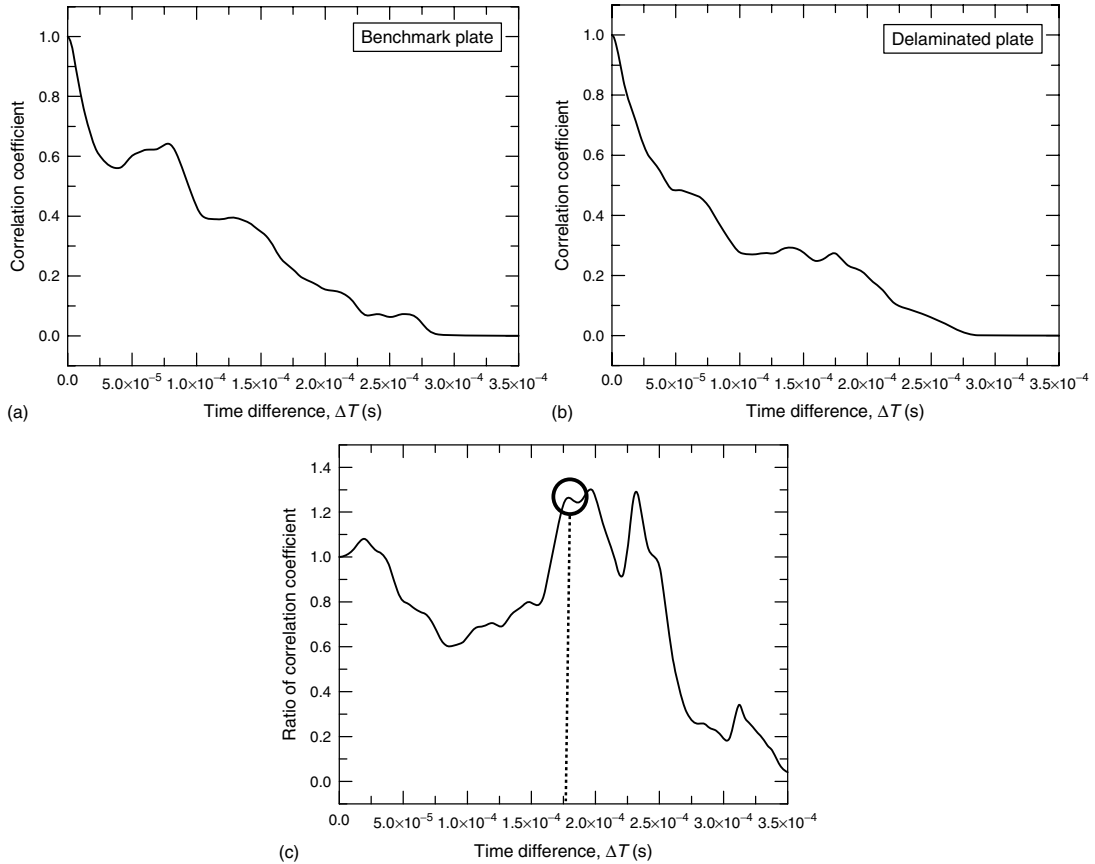 Benchmark plate
1.0
0.8
0.6
0.4
0.2
0.0
Correlation coefficient
0.0 5.0×10⁻⁵ 1.0×10⁻⁴ 1.5×10⁻⁴ 2.0×10⁻⁴ 2.5×10⁻⁴ 3.0×10⁻⁴ 3.5×10⁻⁴
(a) Time difference, ΔT (s)
Delaminated plate
1.0
0.8
0.6
0.4
0.2
0.0
Correlation coefficient
0.0 5.0×10⁻⁵ 1.0×10⁻⁴ 1.5×10⁻⁴ 2.0×10⁻⁴ 2.5×10⁻⁴ 3.0×10⁻⁴ 3.5×10⁻⁴
(b) Time difference, ΔT (s)
1.4
1.2
1.0
0.8
0.6
0.4
0.2
0.0
Ratio of correlation coefficient
0.0 5.0×10⁻⁵ 1.5×10⁻⁴ 1.5×10⁻⁴ 2.0×10⁻⁴ 2.5×10⁻⁴ 3.0×10⁻⁴ 3.5×10⁻⁴
(c) Time difference, ΔT (s)